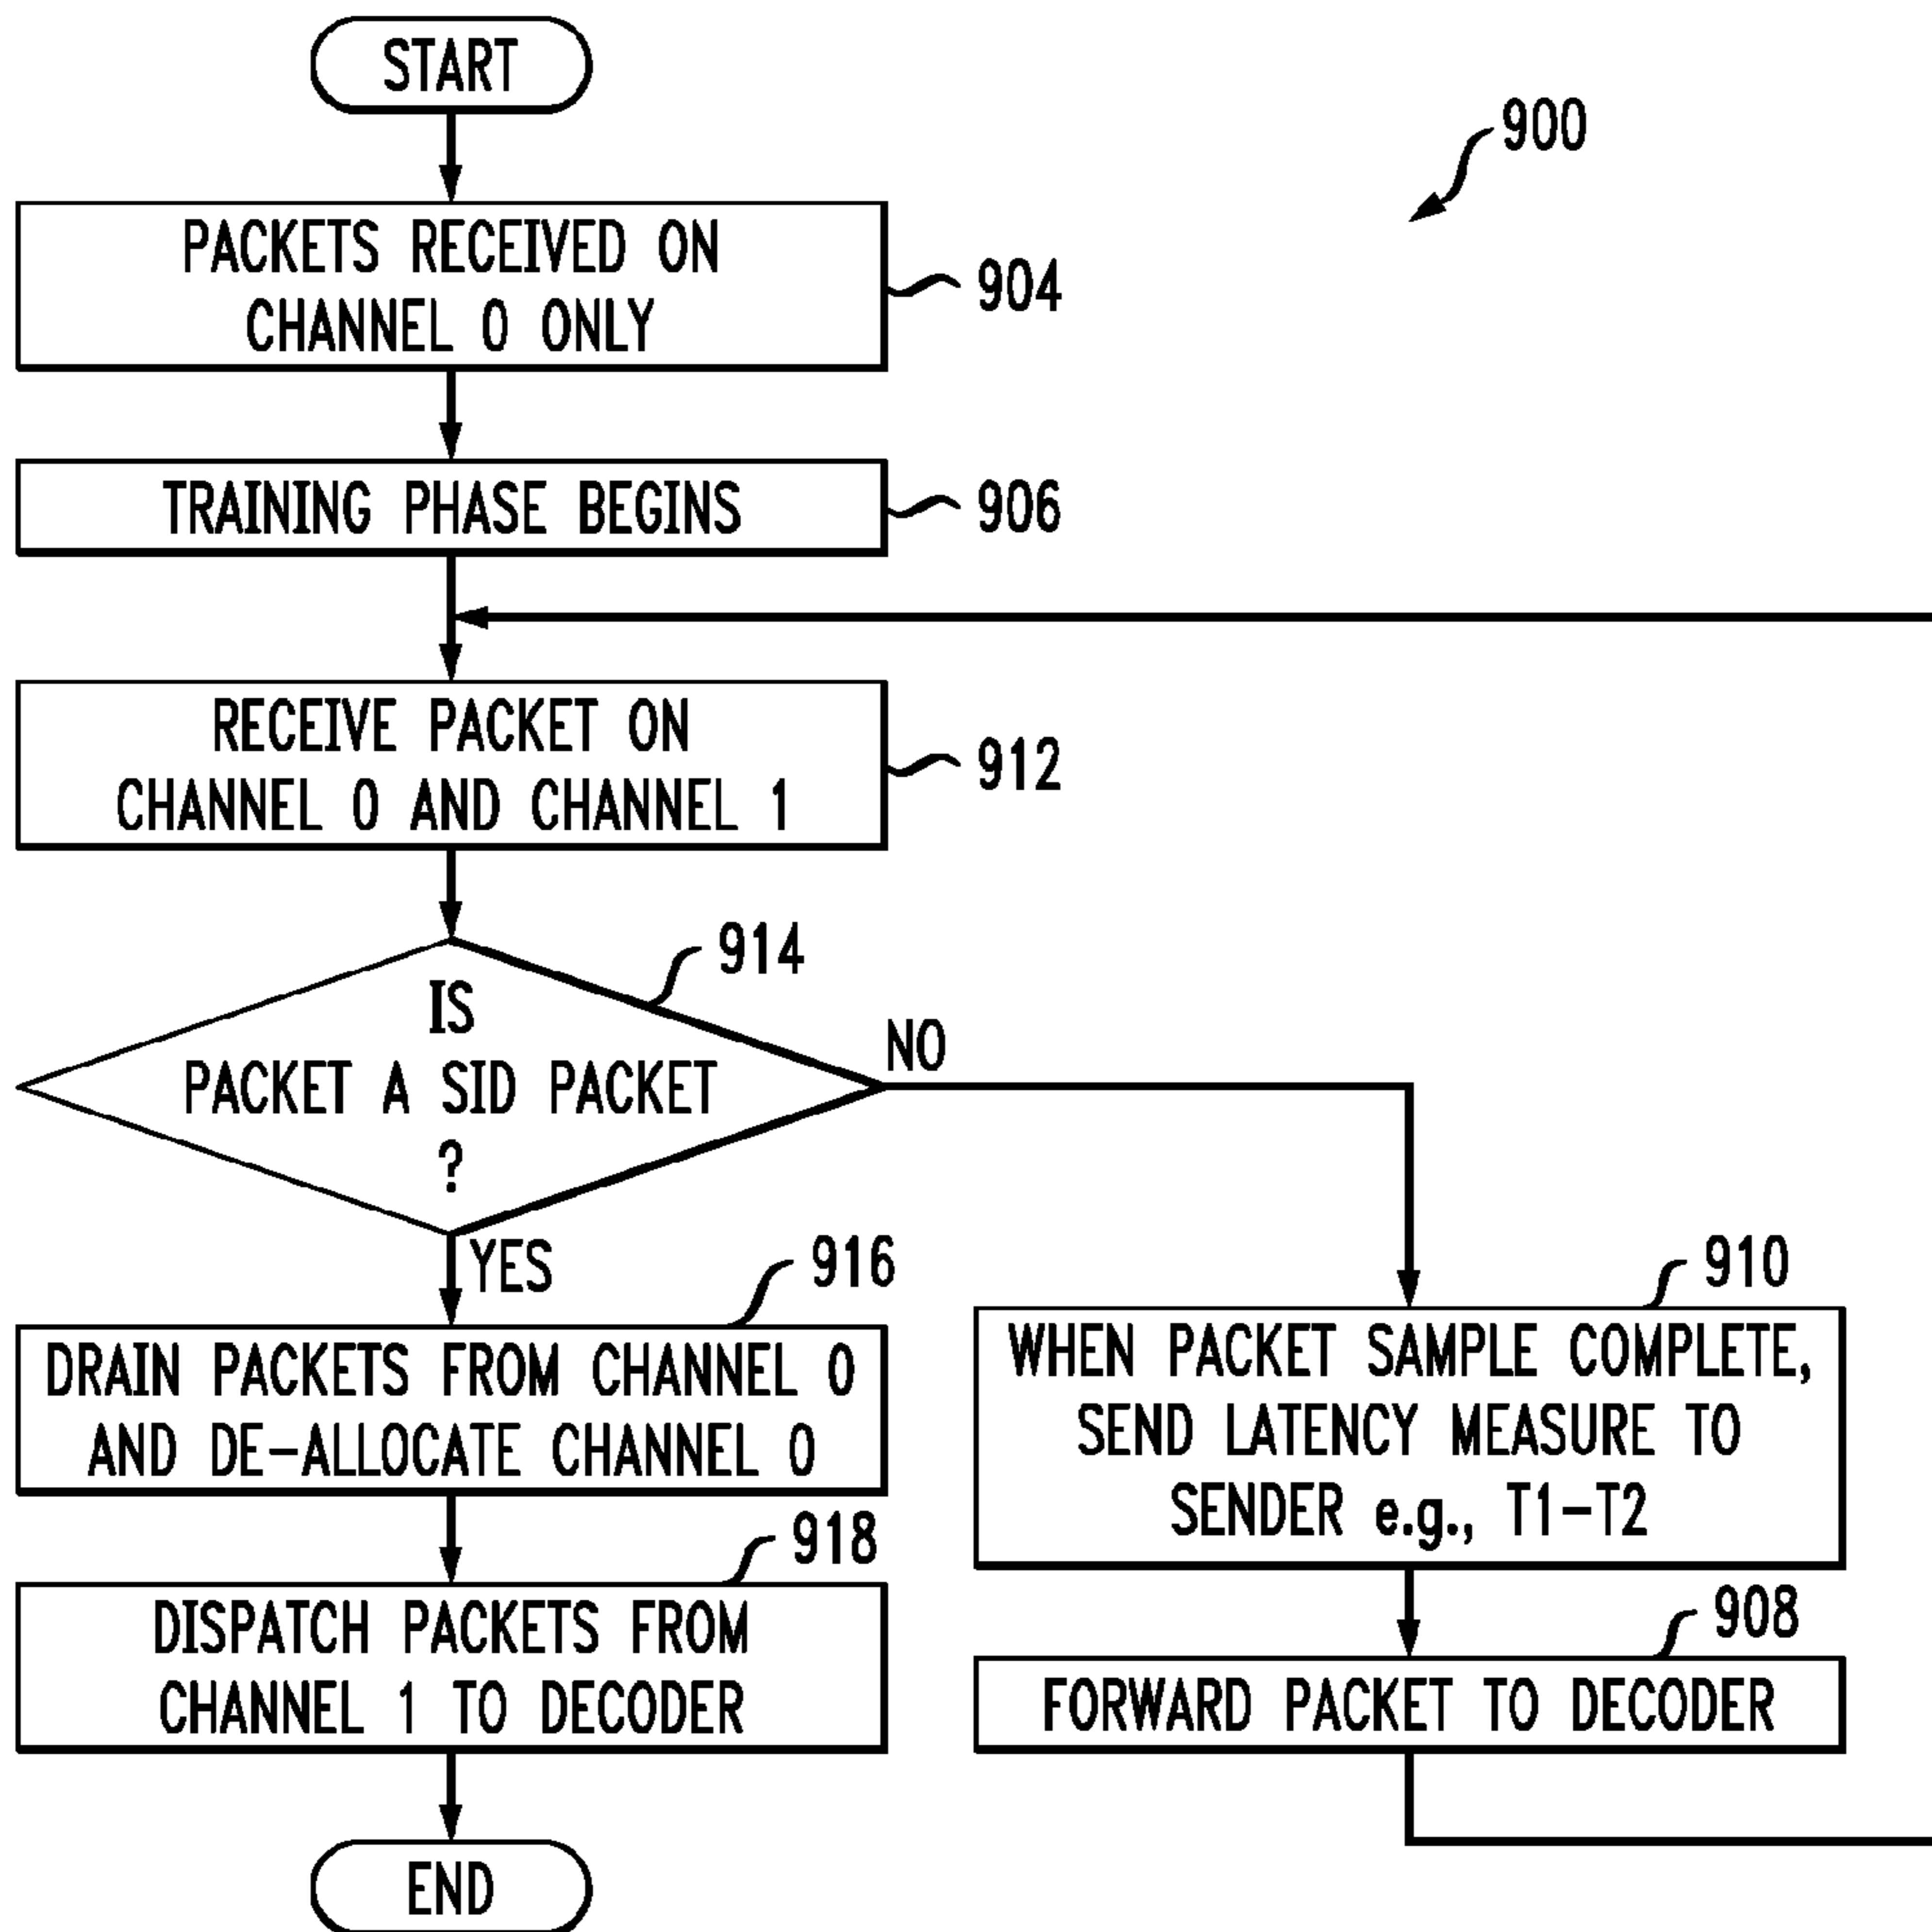 START
900
PACKETS RECEIVED ON
CHANNEL 0 ONLY
904
TRAINING PHASE BEGINS
906
RECEIVE PACKET ON
CHANNEL 0 AND CHANNEL 1
912
914
IS
PACKET A SID PACKET
?
NO
YES
916
DRAIN PACKETS FROM CHANNEL 0
AND DE-ALLOCATE CHANNEL 0
918
DISPATCH PACKETS FROM
CHANNEL 1 TO DECODER
END
910
WHEN PACKET SAMPLE COMPLETE,
SEND LATENCY MEASURE TO
SENDER e.g., T1-T2
908
FORWARD PACKET TO DECODER